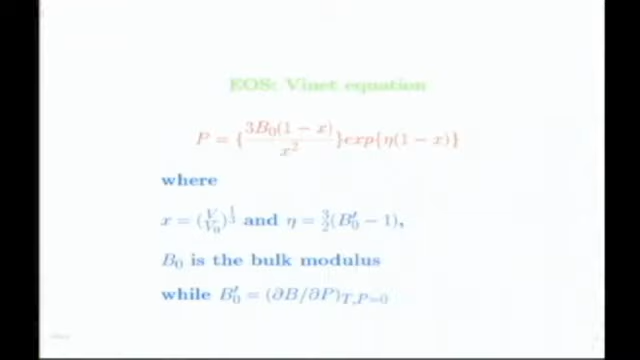 EOS: Vinet equation
P = {3B₀(1 − x)/x²}exp{η(1 − x)}
where
x = (V/V₀)^{1/3} and η = 3/2(B₀′ − 1),
B₀ is the bulk modulus
while B₀′ = (∂B/∂P)_{T,P=0}